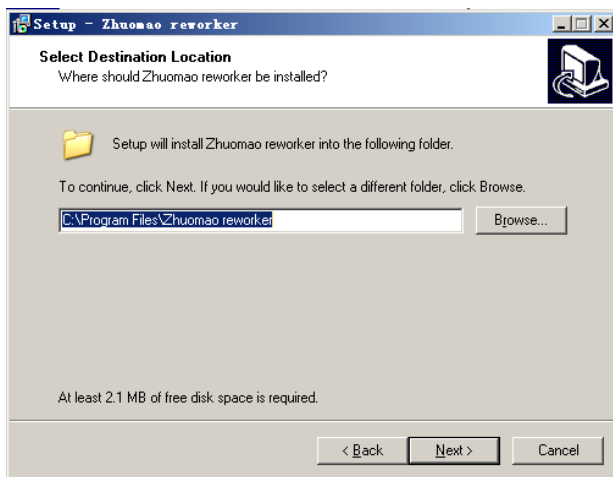 Setup - Zhuomao reworker
Select Destination Location
Where should Zhuomao reworker be installed?
Setup will install Zhuomao reworker into the following folder.
To continue, click Next. If you would like to select a different folder, click Browse.
C:\Program Files\Zhuomao reworker
Browse...
At least 2.1 MB of free disk space is required.
< Back
Next >
Cancel